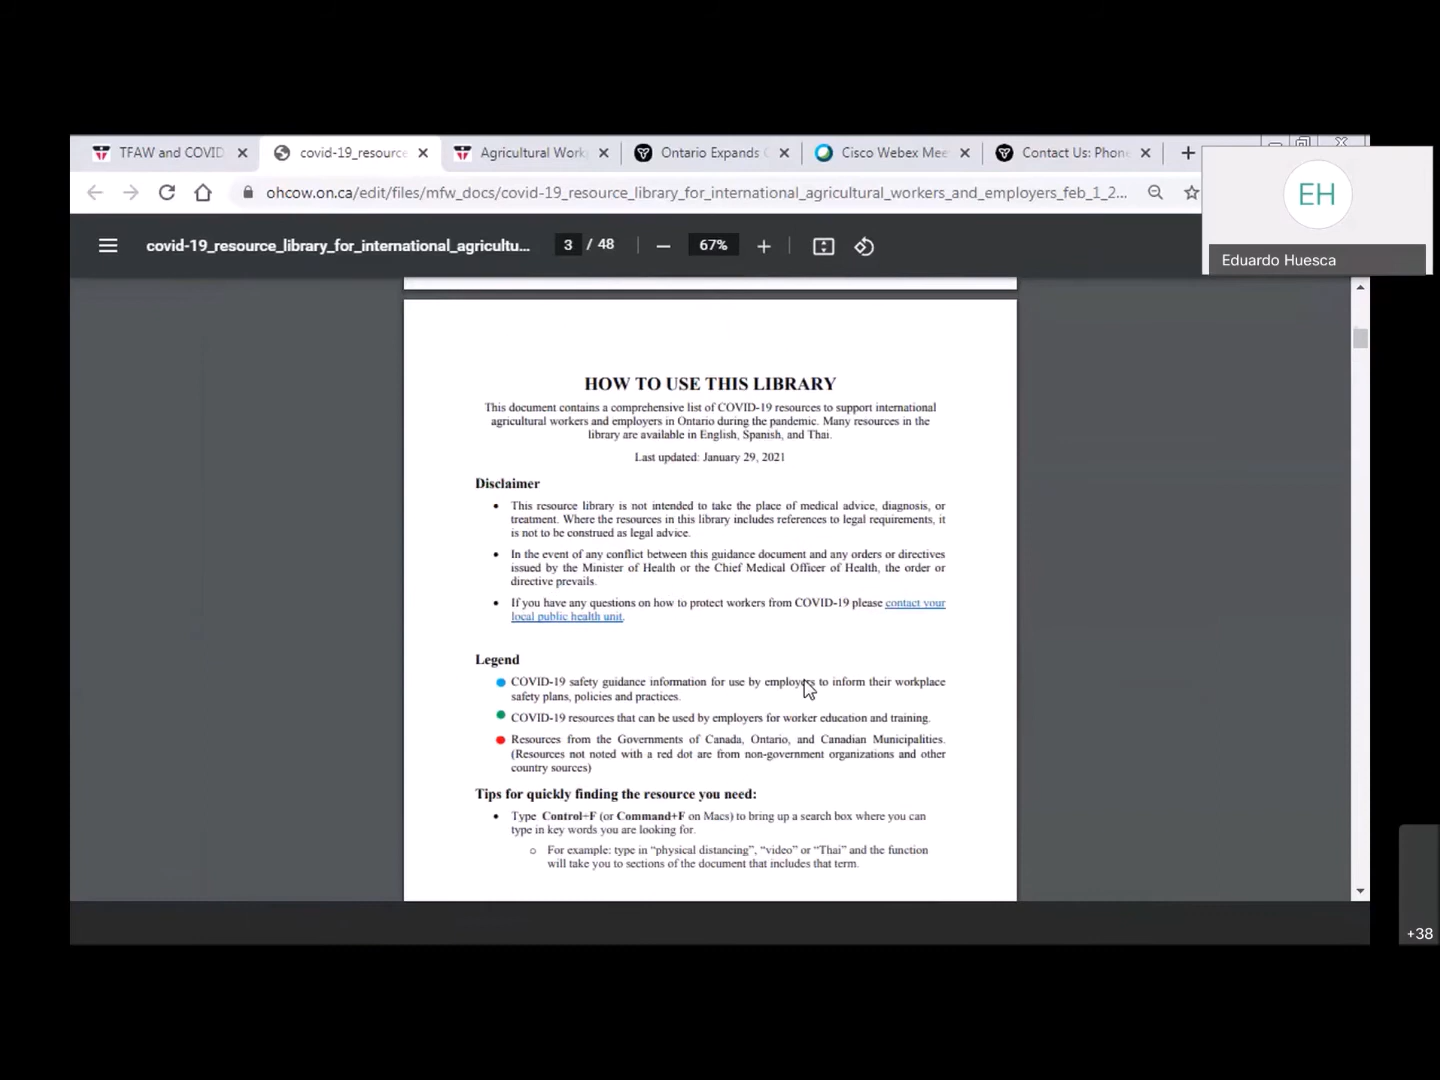 TFAW and COVID
covid-19_resource
Agricultural Work
Ontario Expands
Cisco Webex Mee
Contact Us: Phone
ohcow.on.ca/edit/files/mfw_docs/covid-19_resource_library_for_international_agricultural_workers_and_employers_feb_1_2...
EH
Eduardo Huesca
covid-19_resource_library_for_international_agricultu...
3 / 48
67%
HOW TO USE THIS LIBRARY
This document contains a comprehensive list of COVID-19 resources to support international
agricultural workers and employers in Ontario during the pandemic. Many resources in the
library are available in English, Spanish, and Thai.
Last updated: January 29, 2021
Disclaimer
• This resource library is not intended to take the place of medical advice, diagnosis, or
treatment. Where the resources in this library includes references to legal requirements, it
is not to be construed as legal advice.
• In the event of any conflict between this guidance document and any orders or directives
issued by the Minister of Health or the Chief Medical Officer of Health, the order or
directive prevails.
• If you have any questions on how to protect workers from COVID-19 please contact your
local public health unit.
Legend
COVID-19 safety guidance information for use by employers to inform their workplace
safety plans, policies and practices.
COVID-19 resources that can be used by employers for worker education and training.
Resources from the Governments of Canada, Ontario, and Canadian Municipalities.
(Resources not noted with a red dot are from non-government organizations and other
country sources)
Tips for quickly finding the resource you need:
• Type Control+F (or Command+F on Macs) to bring up a search box where you can
type in key words you are looking for.
o For example: type in “physical distancing”, “video” or “Thai” and the function
will take you to sections of the document that includes that term.
+38